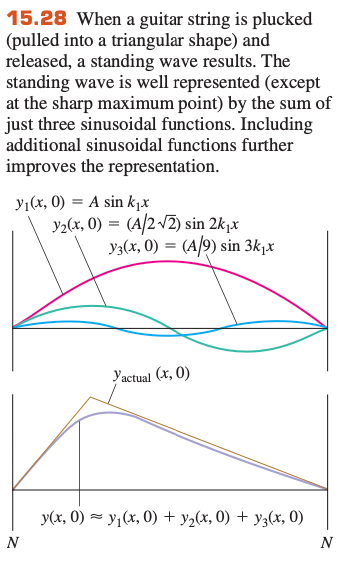 15.28 When a guitar string is plucked
(pulled into a triangular shape) and
released, a standing wave results. The
standing wave is well represented (except
at the sharp maximum point) by the sum of
just three sinusoidal functions. Including
additional sinusoidal functions further
improves the representation.
y₁(x, 0) = A sin k₁x
y₂(x, 0) = (A/2√2) sin 2k₁x
y₃(x, 0) = (A/9) sin 3k₁x
y_actual (x, 0)
y(x, 0) ≈ y₁(x, 0) + y₂(x, 0) + y₃(x, 0)
N N